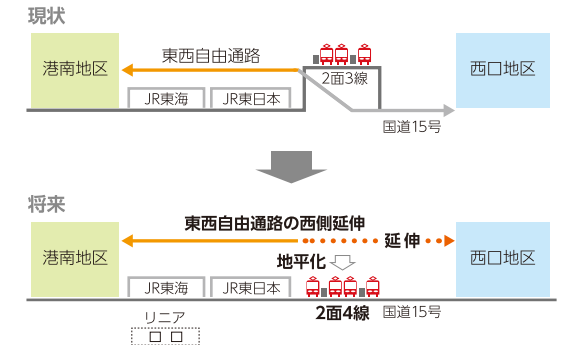 現状
港南地区
東西自由通路
JR東海
JR東日本
2面3線
西口地区
国道15号
将来
港南地区
東西自由通路の西側延伸
延伸
地平化
西口地区
JR東海
JR東日本
2面4線
国道15号
リニア